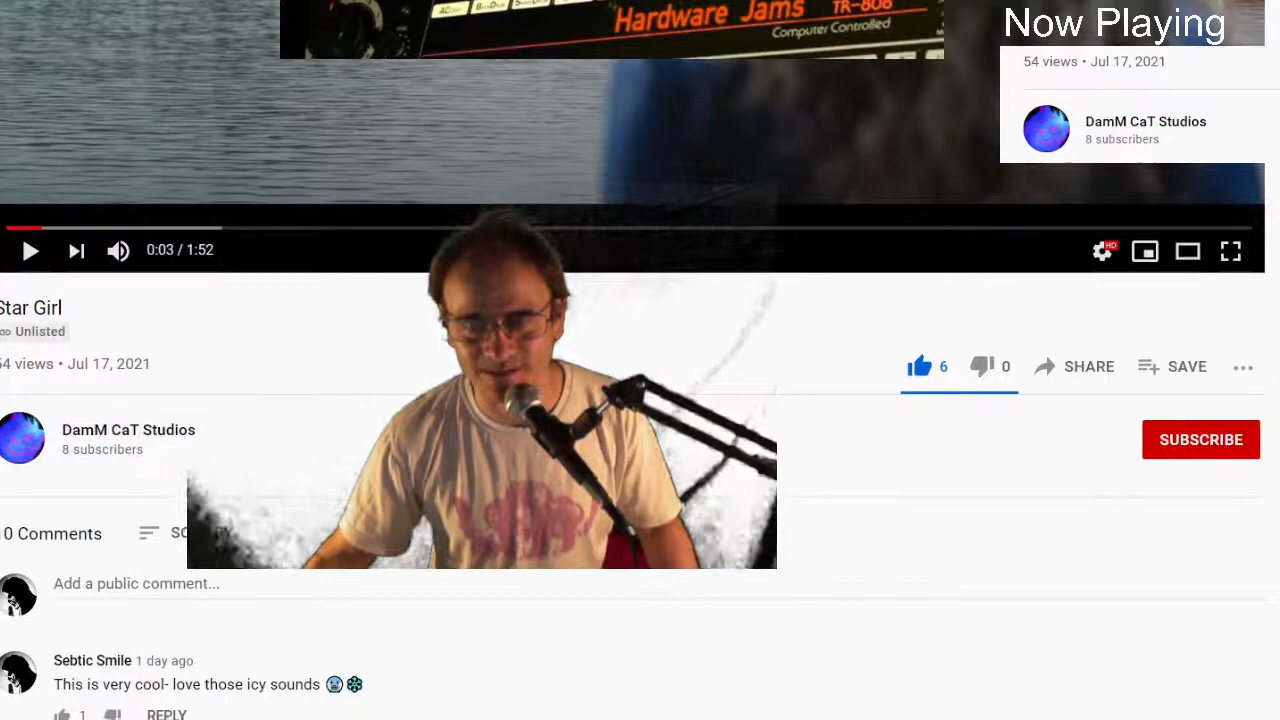 Hardware Jams TR-808
Computer Controlled
Now Playing
54 views • Jul 17, 2021
DamM CaT Studios
8 subscribers
0:03 / 1:52
HD
Star Girl
Unlisted
54 views • Jul 17, 2021
6
0
SHARE
SAVE
DamM CaT Studios
8 subscribers
SUBSCRIBE
0 Comments
Add a public comment...
Sebtic Smile 1 day ago
This is very cool- love those icy sounds 🥶❄
1
REPLY